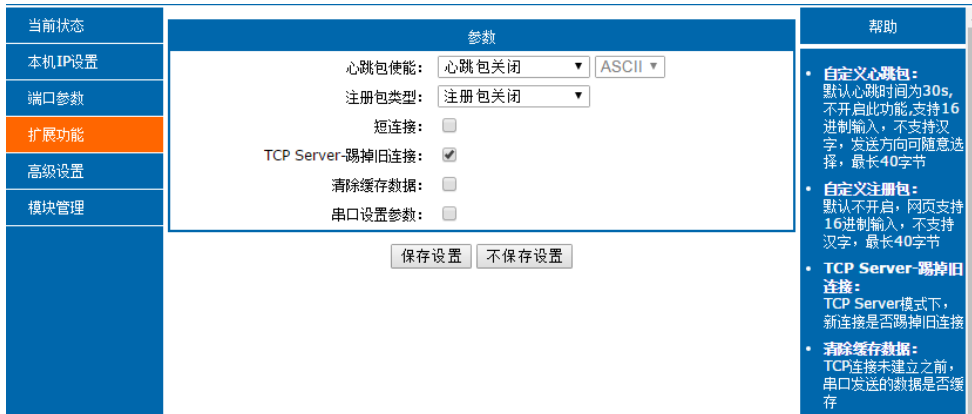 当前状态
本机IP设置
端口参数
扩展功能
高级设置
模块管理
参数
心跳包使能： 心跳包关闭 ASCII
注册包类型： 注册包关闭
短连接：
TCP Server-踢掉旧连接：
清除缓存数据：
串口设置参数：
保存设置 不保存设置
帮助
• 自定义心跳包：
默认心跳时间为30s,
不开启此功能,支持16
进制输入，不支持汉
字，发送方向可随意选
择，最长40字节
• 自定义注册包：
默认不开启，网页支持
16进制输入，不支持
汉字，最长40字节
• TCP Server-踢掉旧
连接：
TCP Server模式下，
新连接是否踢掉旧连接
• 清除缓存数据：
TCP连接未建立之前，
串口发送的数据是否缓
存